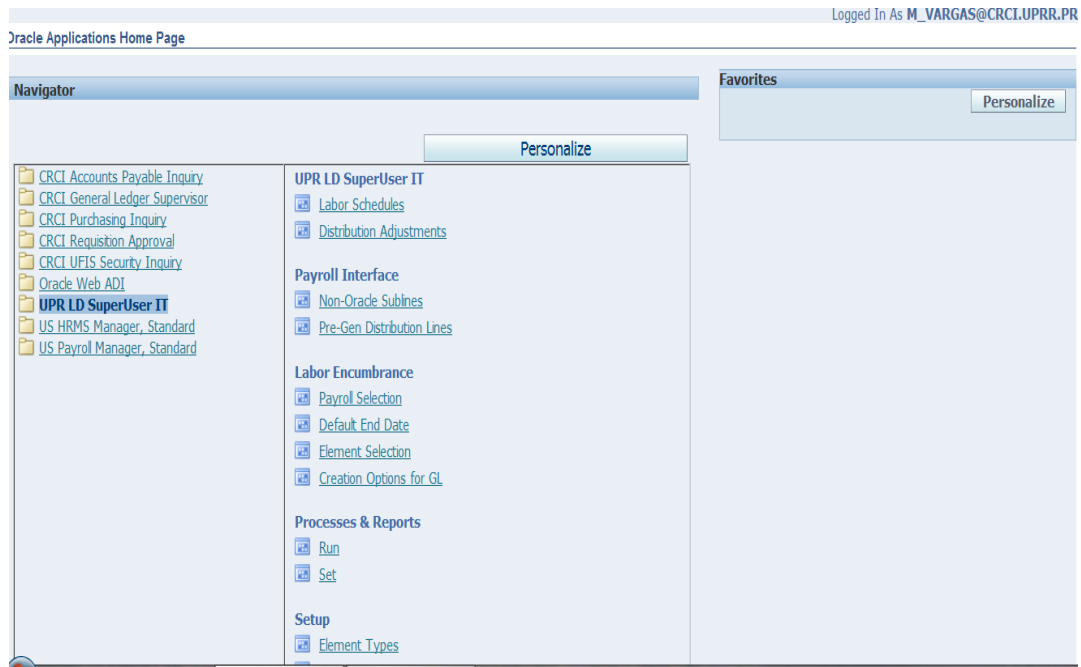 Logged In As M_VARGAS@CRCI.UPRR.PR
Oracle Applications Home Page
Navigator
Personalize
CRCI Accounts Payable Inquiry
CRCI General Ledger Supervisor
CRCI Purchasing Inquiry
CRCI Requisition Approval
CRCI UFIS Security Inquiry
Oracle Web ADI
UPR LD SuperUser IT
US HRMS Manager, Standard
US Payroll Manager, Standard
UPR LD SuperUser IT
Labor Schedules
Distribution Adjustments
Payroll Interface
Non-Oracle Sublines
Pre-Gen Distribution Lines
Labor Encumbrance
Payroll Selection
Default End Date
Element Selection
Creation Options for GL
Processes & Reports
Run
Set
Setup
Element Types
Favorites
Personalize